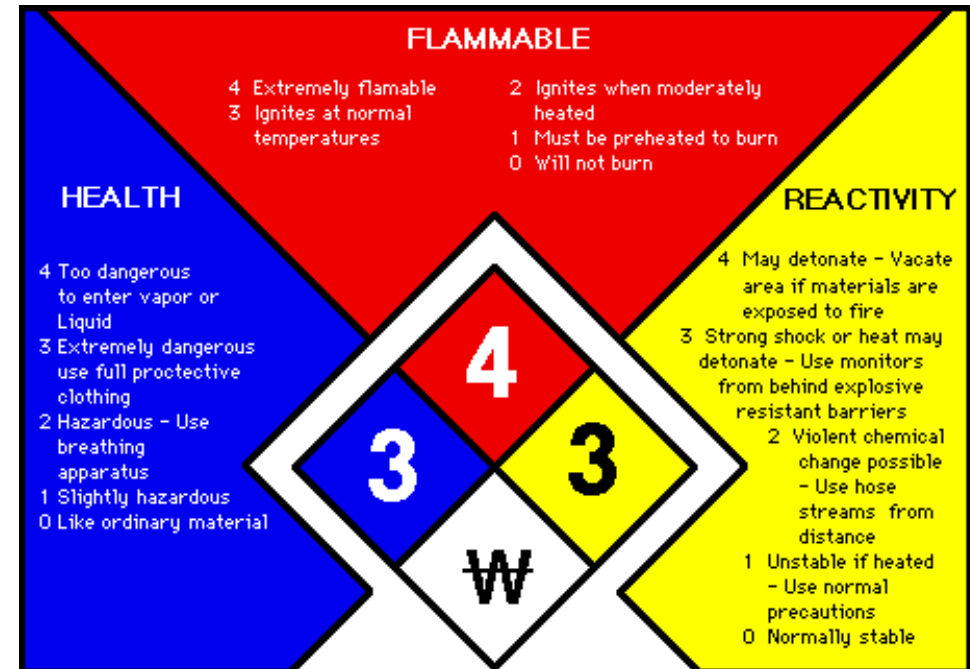 FLAMMABLE
4 Extremely flamable
3 Ignites at normal
temperatures
2 Ignites when moderately
heated
1 Must be preheated to burn
0 Will not burn
HEALTH
4 Too dangerous
to enter vapor or
Liquid
3 Extremely dangerous
use full proctective
clothing
2 Hazardous - Use
breathing
apparatus
1 Slightly hazardous
0 Like ordinary material
REACTIVITY
4 May detonate - Vacate
area if materials are
exposed to fire
3 Strong shock or heat may
detonate - Use monitors
from behind explosive
resistant barriers
2 Violent chemical
change possible
- Use hose
streams from
distance
1 Unstable if heated
- Use normal
precautions
0 Normally stable
4
3
3
W